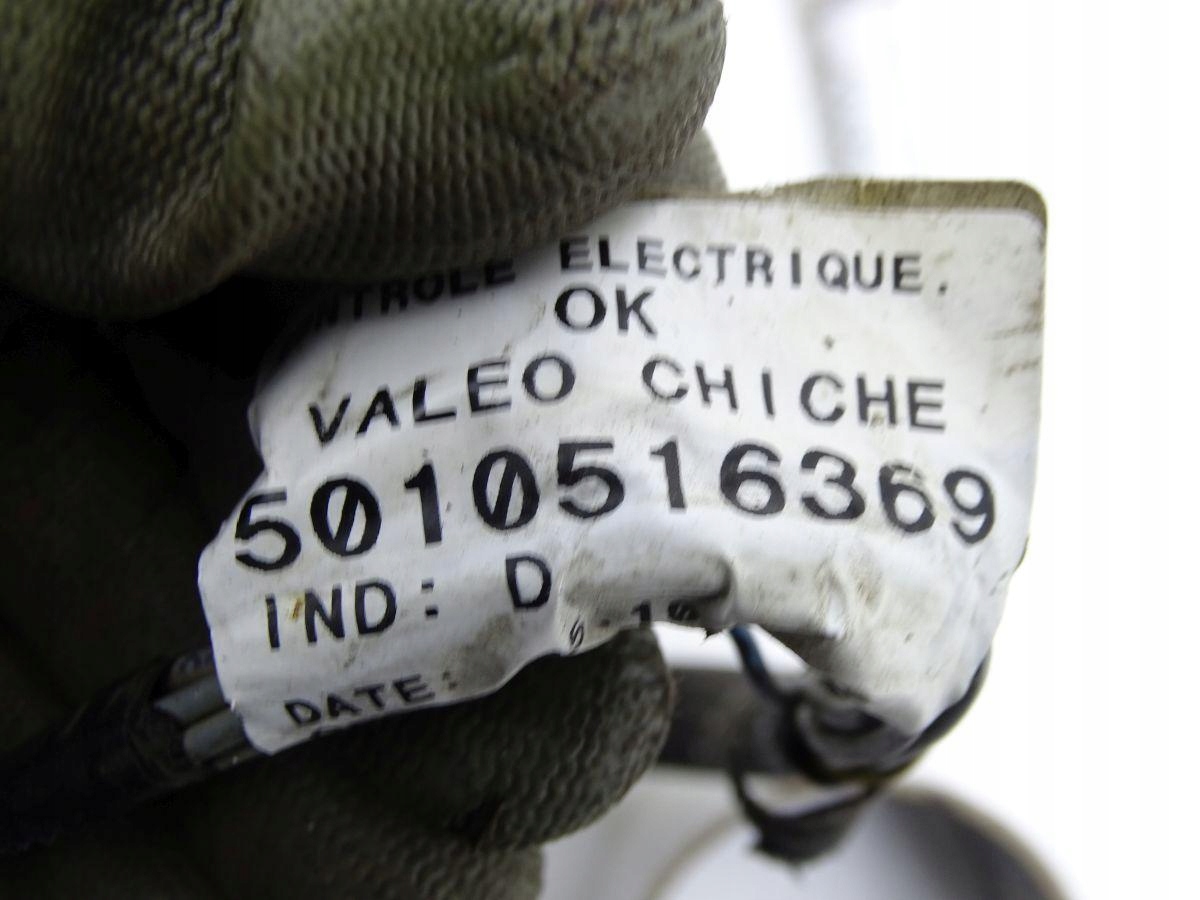 ELECTRIQUE.
OK
VALEO CHICHE
5010516369
IND: D
DATE: